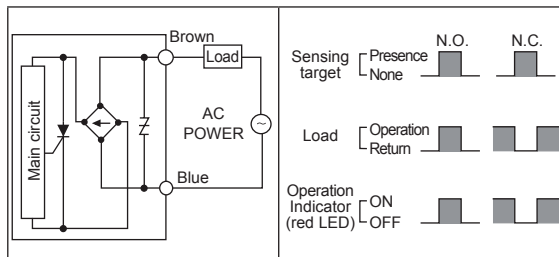 Brown
Load
Main circuit
AC
POWER
~
Blue
N.O. N.C.
Sensing
target
Presence
None
Load
Operation
Return
Operation
Indicator
(red LED)
ON
OFF